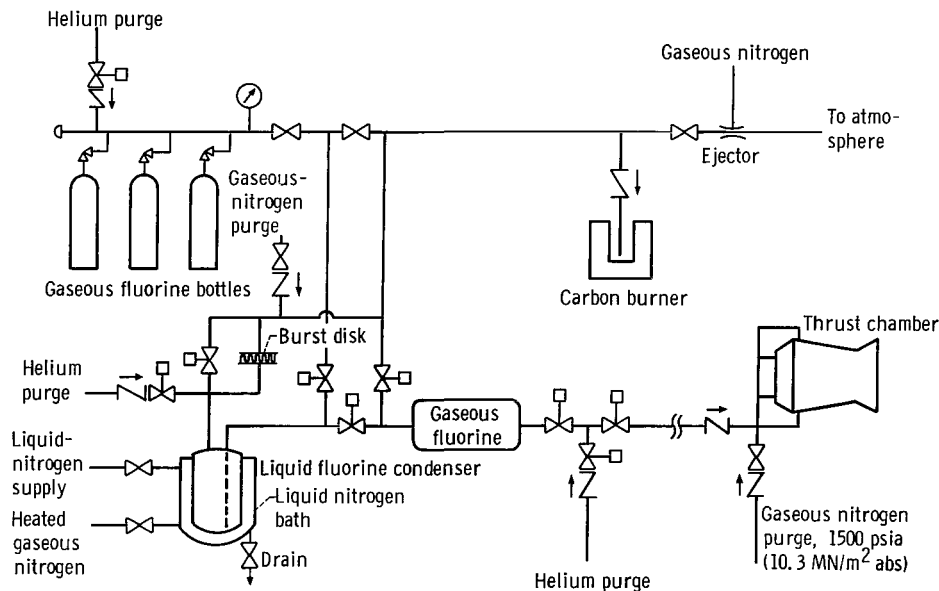 Helium purge
Gaseous nitrogen
To atmo-
sphere
Ejector
Gaseous-
nitrogen
purge
Gaseous fluorine bottles
Carbon burner
Thrust chamber
Burst disk
Helium
purge
Gaseous
fluorine
Liquid-
nitrogen
supply
Liquid fluorine condenser
Liquid nitrogen
bath
Heated
gaseous
nitrogen
Drain
Helium purge
Gaseous nitrogen
purge, 1500 psia
(10.3 MN/m² abs)